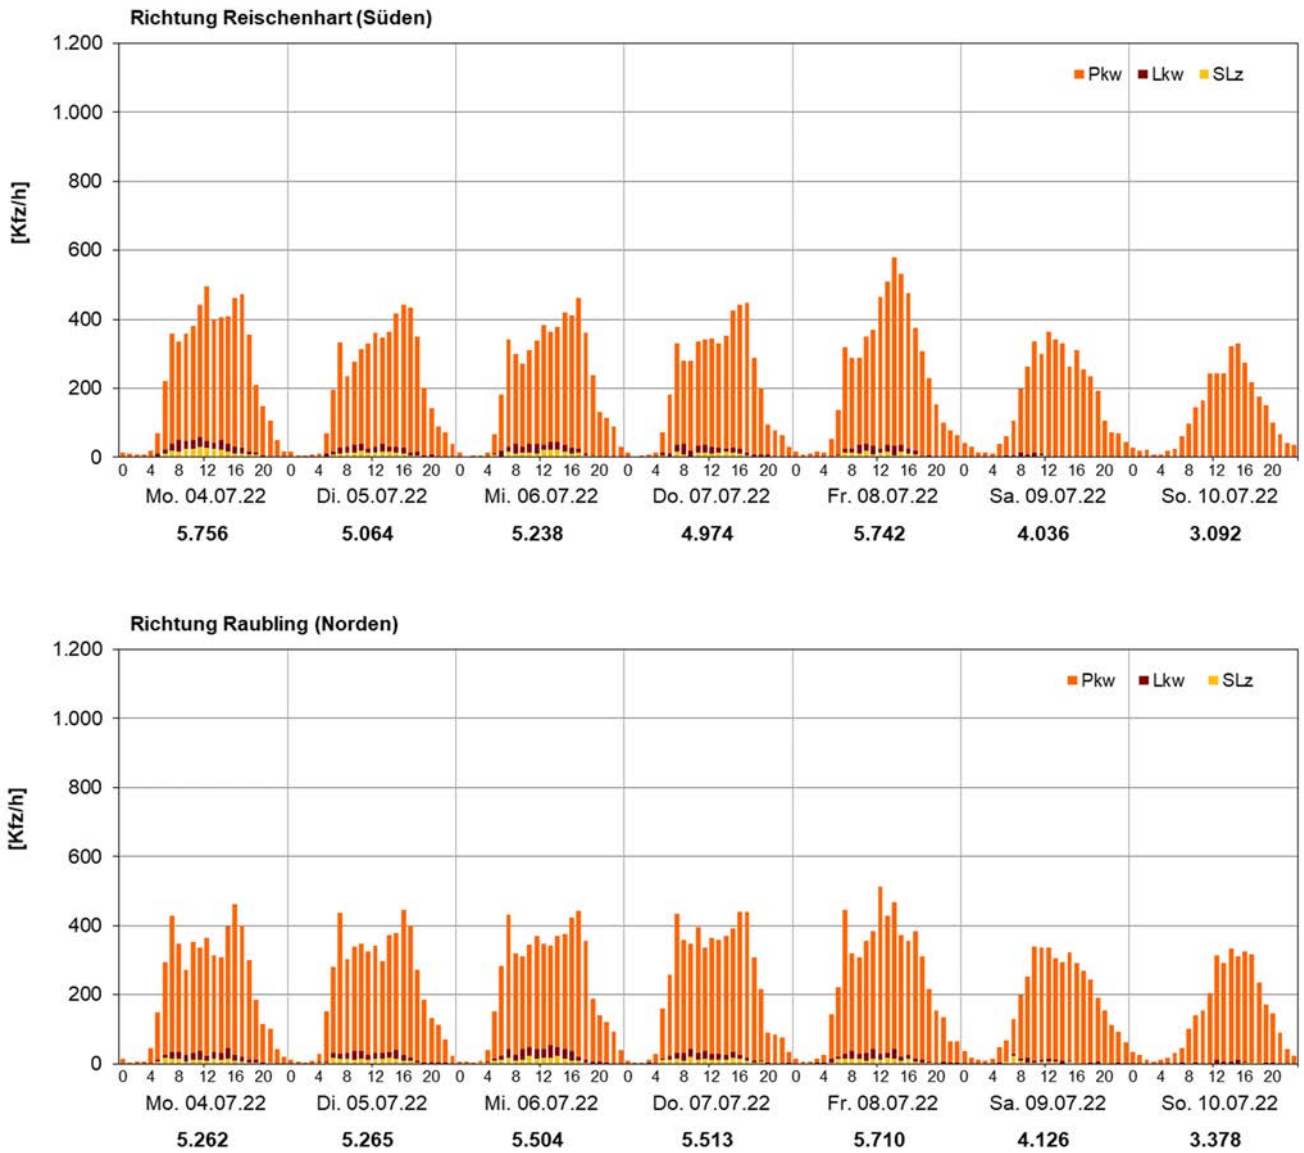 Richtung Reischenhart (Süden)
1.200
Pkw Lkw SLz
1.000
800
[Kfz/h]
600
400
200
0
0 4 8 12 16 20 0 4 8 12 16 20 0 4 8 12 16 20 0 4 8 12 16 20 0 4 8 12 16 20 0 4 8 12 16 20 0 4 8 12 16 20
Mo. 04.07.22 Di. 05.07.22 Mi. 06.07.22 Do. 07.07.22 Fr. 08.07.22 Sa. 09.07.22 So. 10.07.22
5.756 5.064 5.238 4.974 5.742 4.036 3.092
Richtung Raubling (Norden)
1.200
Pkw Lkw SLz
1.000
800
[Kfz/h]
600
400
200
0
0 4 8 12 16 20 0 4 8 12 16 20 0 4 8 12 16 20 0 4 8 12 16 20 0 4 8 12 16 20 0 4 8 12 16 20 0 4 8 12 16 20
Mo. 04.07.22 Di. 05.07.22 Mi. 06.07.22 Do. 07.07.22 Fr. 08.07.22 Sa. 09.07.22 So. 10.07.22
5.262 5.265 5.504 5.513 5.710 4.126 3.378